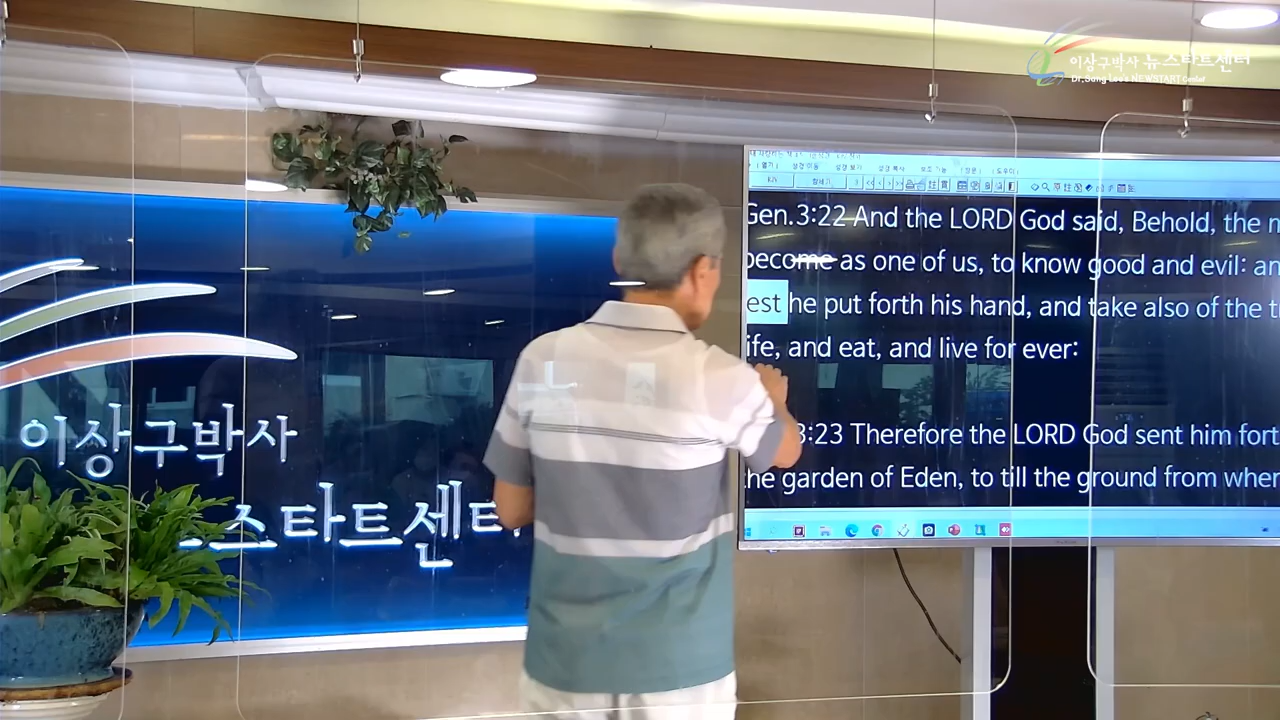 이상구박사 뉴스타트센터
Dr.Sang Lee's NEWSTART Center
Gen.3:22 And the LORD God said, Behold, the
become as one of us, to know good and evil: an
lest he put forth his hand, and take also of the t
life, and eat, and live for ever:
3:23 Therefore the LORD God sent him fort
the garden of Eden, to till the ground from wher
이상구박사
스타트센터